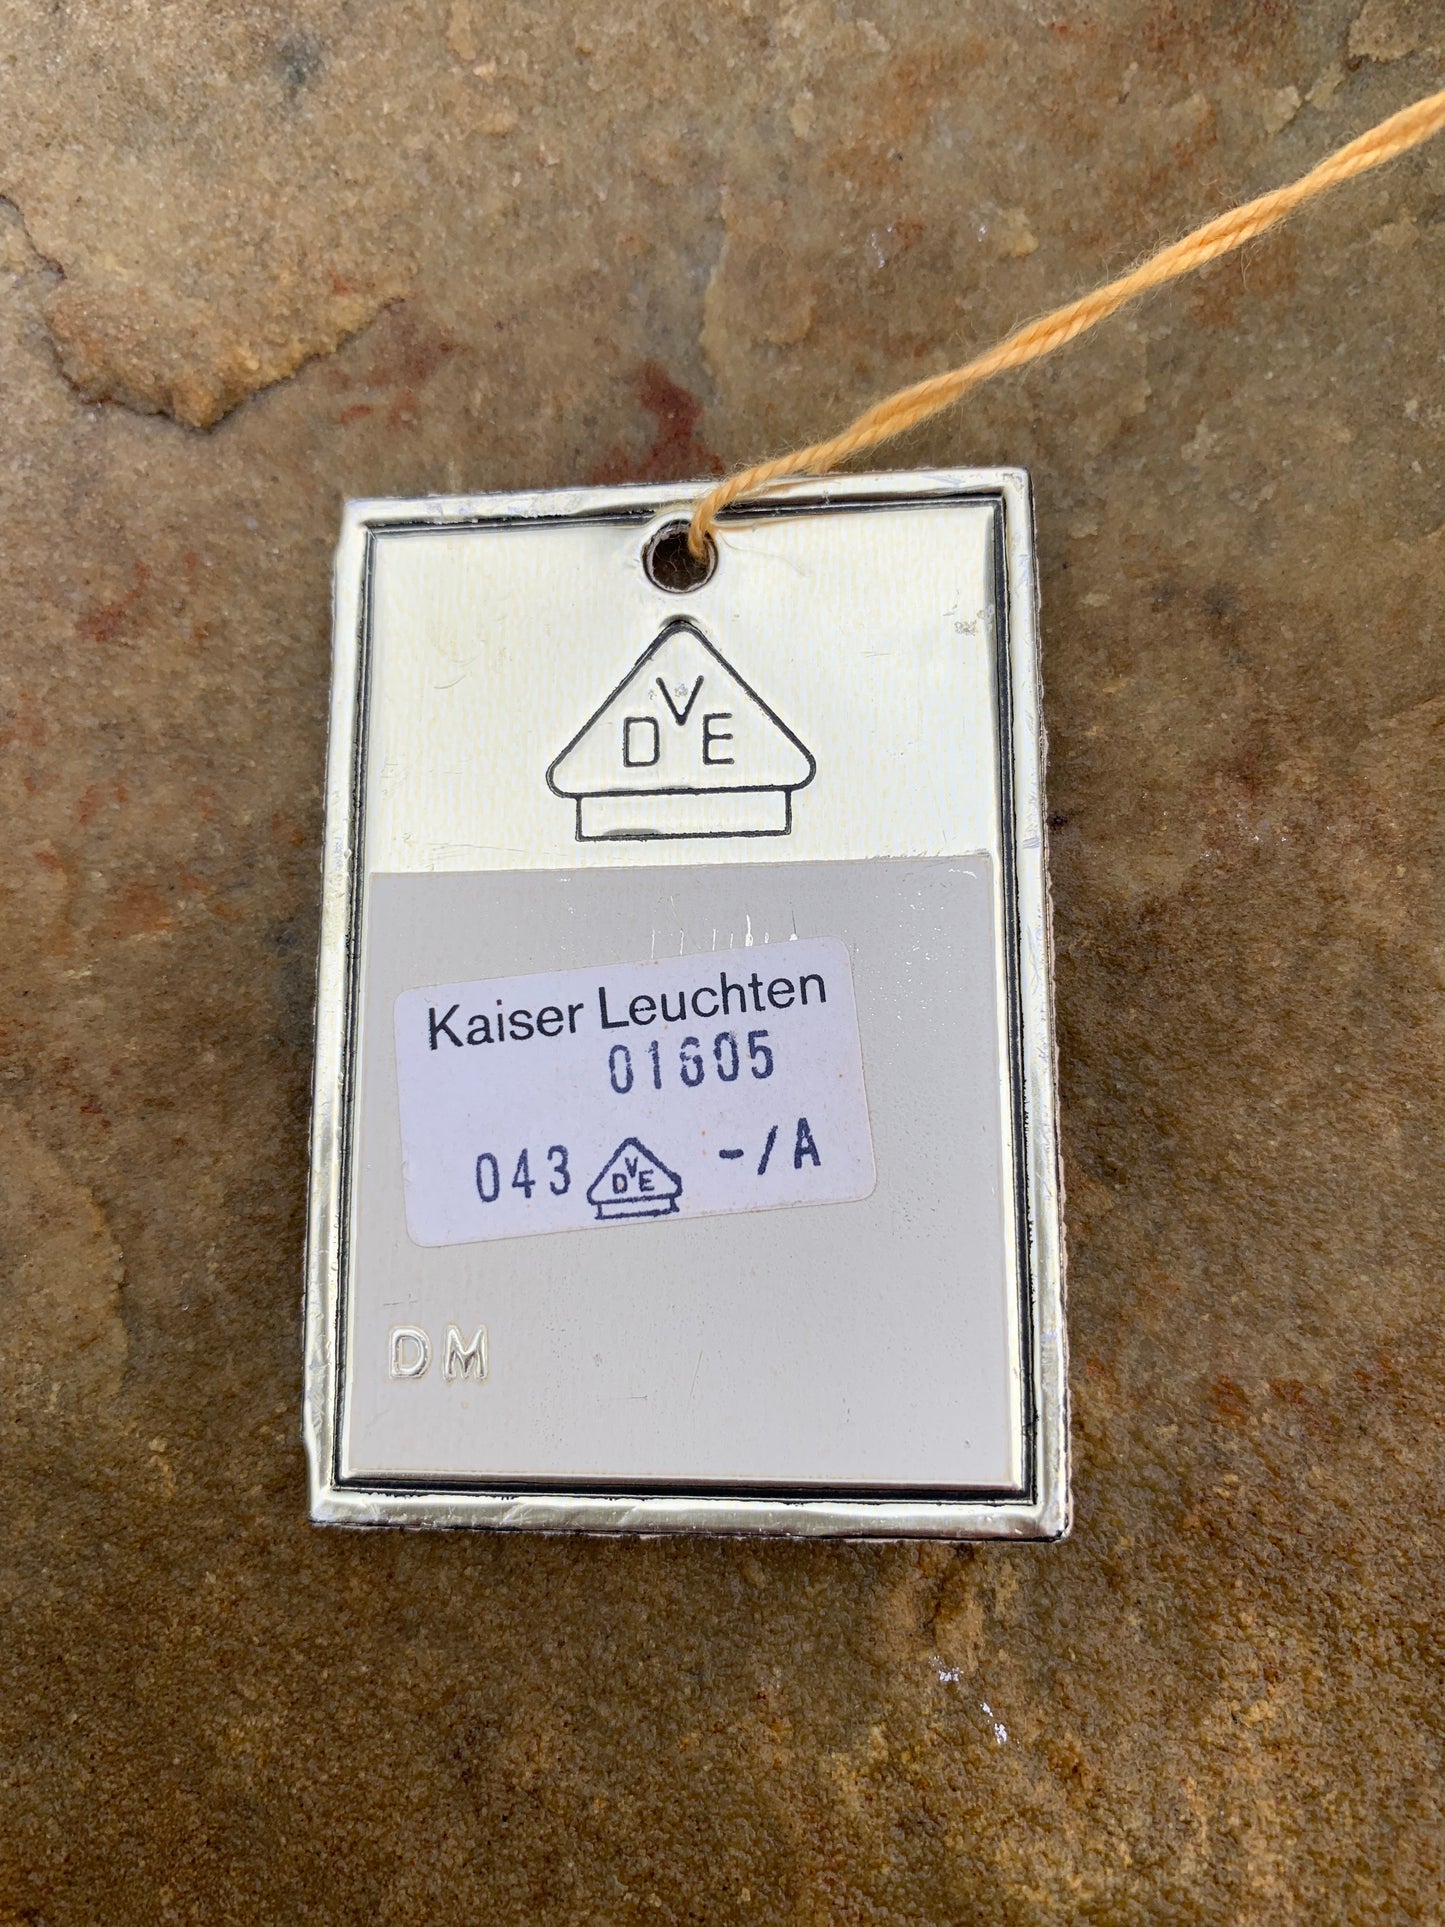 DVE
Kaiser Leuchten
01605
043 DVE -/A
DM